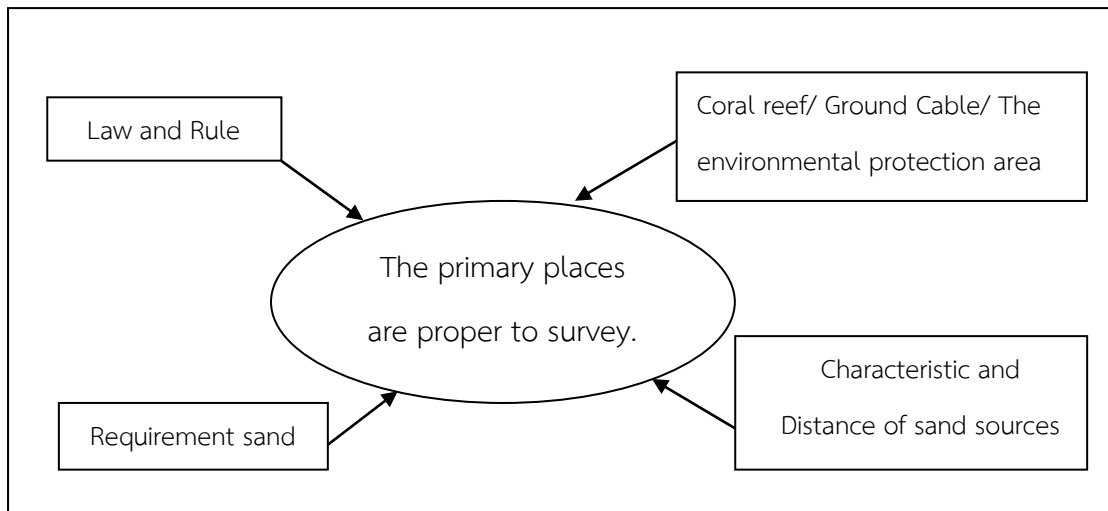 Law and Rule
Coral reef/ Ground Cable/ The
environmental protection area
The primary places
are proper to survey.
Requirement sand
Characteristic and
Distance of sand sources